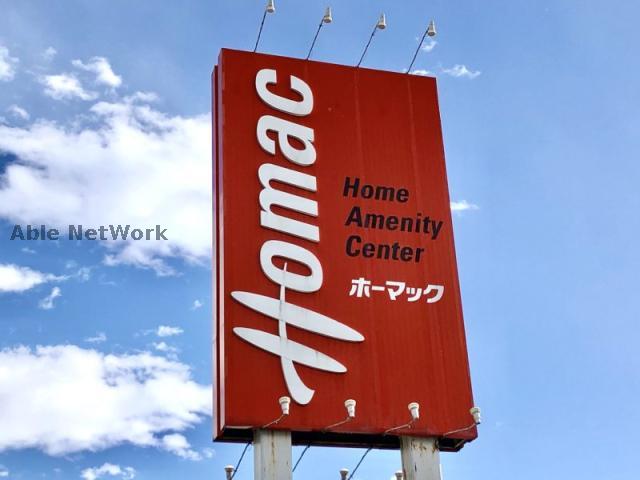 Homac
Home
Amenity
Center
ホーマック
Able NetWork